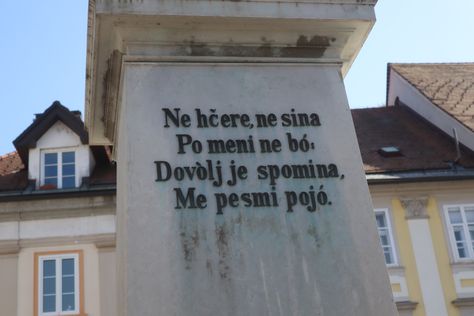 Ne hčere, ne sina
Po meni ne bó:
Dovòlj je spomina,
Me pesmi pojó.